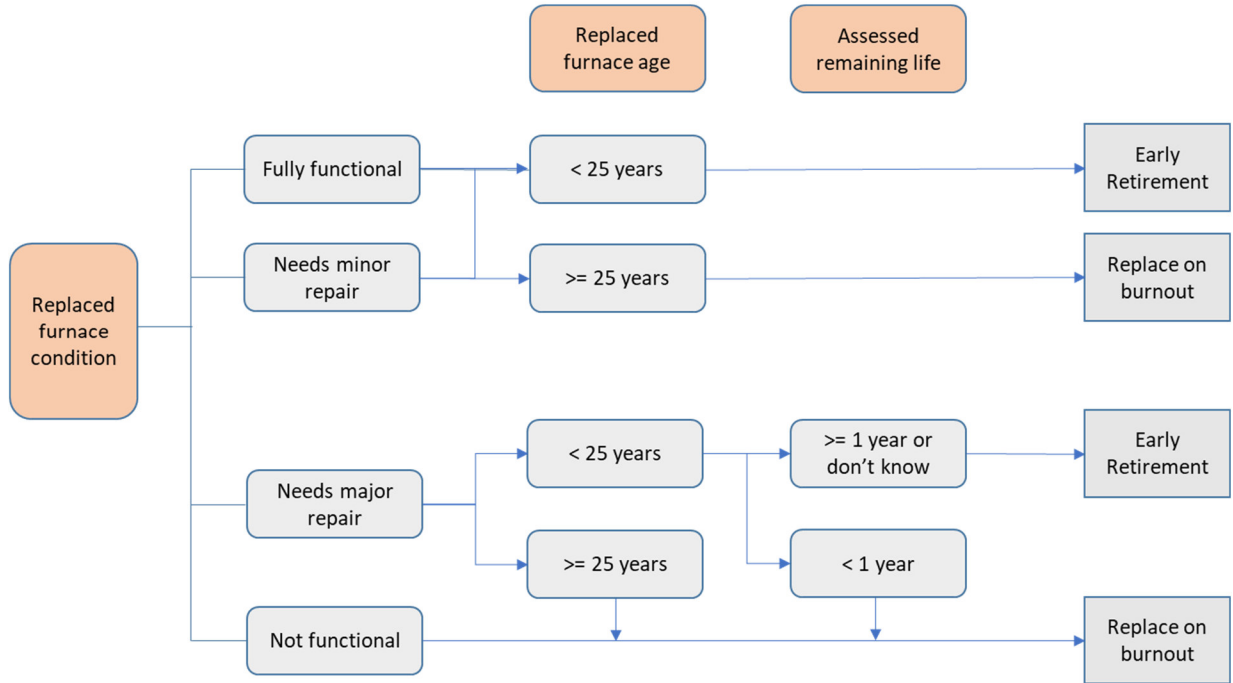 Replaced
furnace age
Assessed
remaining life
Fully functional
< 25 years
Early
Retirement
Needs minor
repair
>= 25 years
Replace on
burnout
Replaced
furnace
condition
Needs major
repair
< 25 years
>= 1 year or
don’t know
Early
Retirement
>= 25 years
< 1 year
Not functional
Replace on
burnout